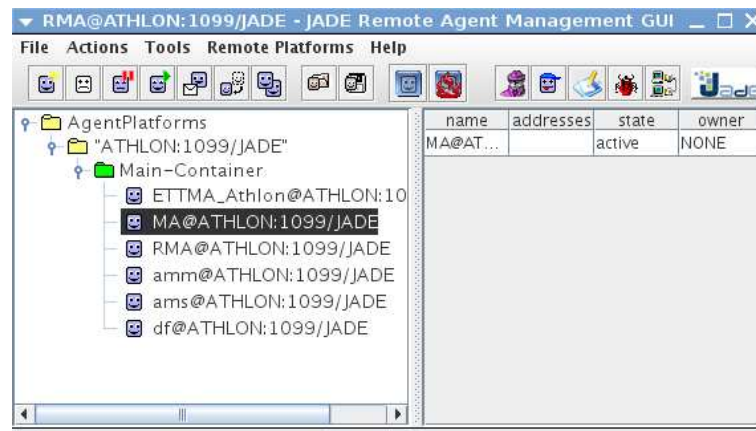 RMA@ATHLON:1099/JADE - JADE Remote Agent Management GUI
File Actions Tools Remote Platforms Help
Jade
AgentPlatforms
"ATHLON:1099/JADE"
Main-Container
ETTMA_Athlon@ATHLON:10
MA@ATHLON:1099/JADE
RMA@ATHLON:1099/JADE
amm@ATHLON:1099/JADE
ams@ATHLON:1099/JADE
df@ATHLON:1099/JADE
name addresses state owner
MA@AT... active NONE